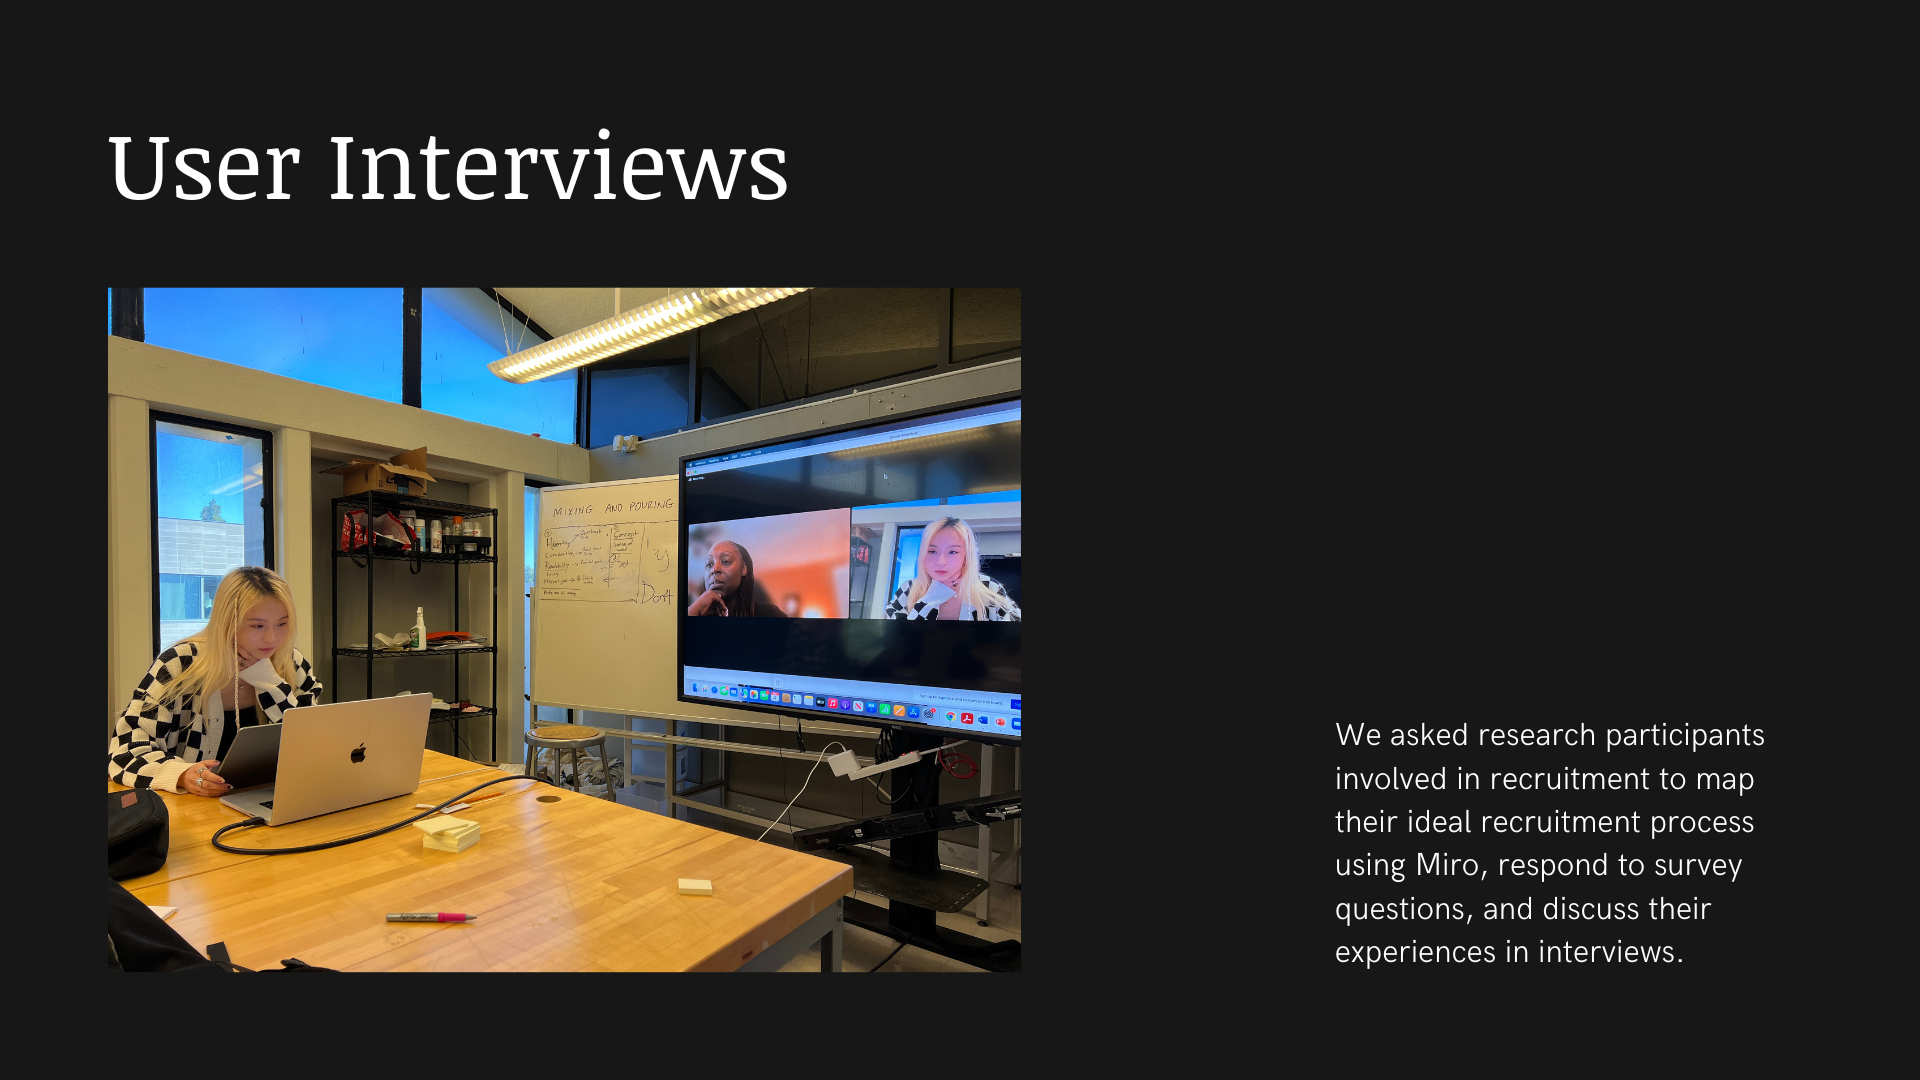 User Interviews
MIXING AND POURING
Concept
Don't
We asked research participants
involved in recruitment to map
their ideal recruitment process
using Miro, respond to survey
questions, and discuss their
experiences in interviews.